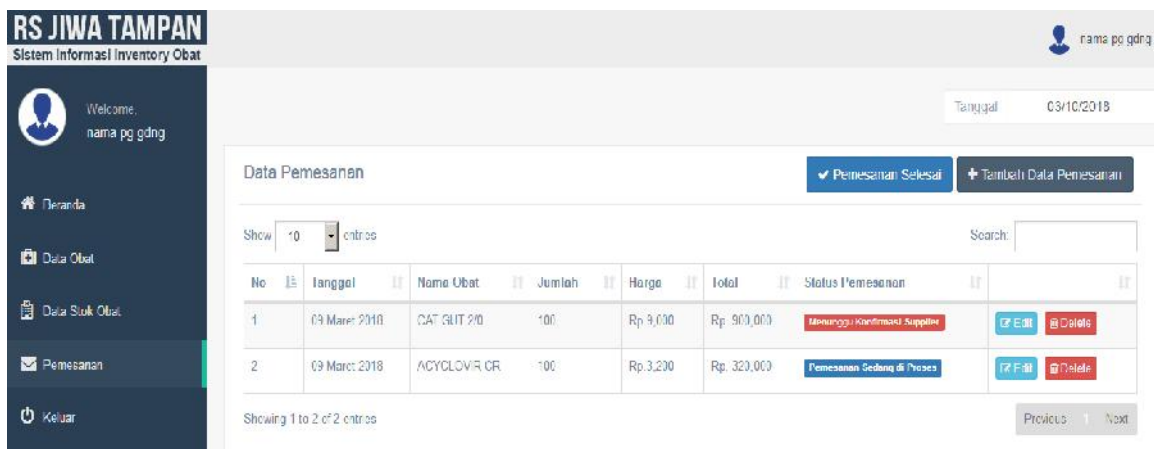 RS JIWA TAMPAN
Sistem Informasi Inventory Obat
nama pg gdng
Welcome,
nama pg gdng
Tanggal 03/10/2018
Data Pemesanan
Pemesanan Selesai
Tambah Data Pemesanan
Beranda
Data Obat
Data Stok Obat
Pemesanan
Keluar
Show 10 entries
Search:
No Tanggal Nama Obat Jumlah Harga Total Status Pemesanan
1 09 Maret 2018 CAT GUT 2/0 100 Rp.9,000 Rp. 900,000 Menunggu Konfirmasi Supplier Edit Delete
2 09 Maret 2018 ACYCLOVIR CR 100 Rp.3,200 Rp. 320,000 Pemesanan Sedang di Proses Edit Delete
Showing 1 to 2 of 2 entries
Previous 1 Next